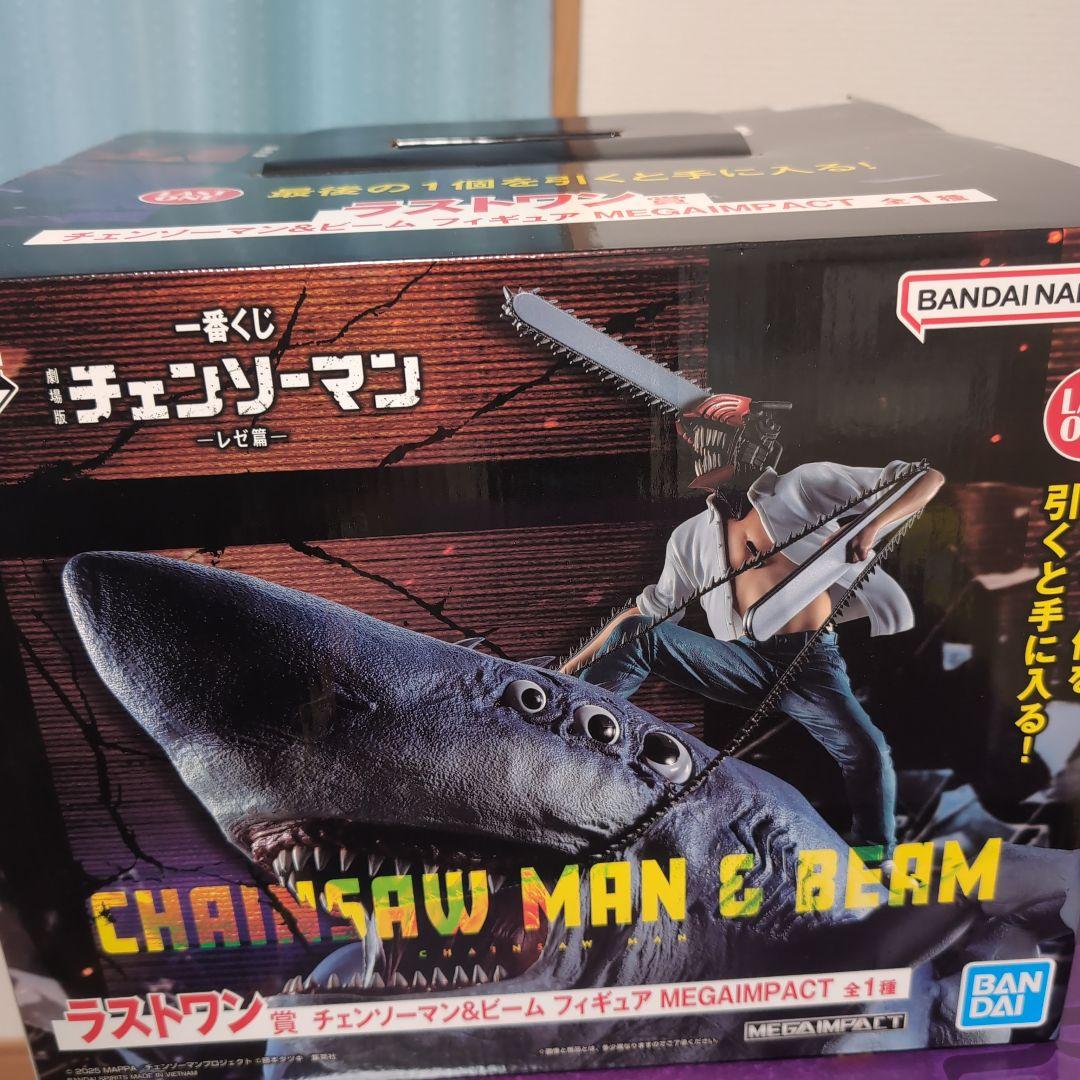 最後の1個を引くと手に入る!
LAST ONE
ラストワン賞
チェンソーマン&ビーム フィギュア MEGAIMPACT 全1種
一番くじ
劇場版
チェンソーマン
―レゼ篇―
BANDAI NAM
引くと手に入る!
CHAINSAW MAN & BEAM
CHAINSAW MAN
ラストワン賞 チェンソーマン&ビーム フィギュア MEGAIMPACT 全1種
MEGAIMPACT
BAN
DAI
© 2025 MAPPA/チェンソーマンプロジェクト ©藤本タツキ/集英社
BANDAI SPIRITS MADE IN VIETNAM